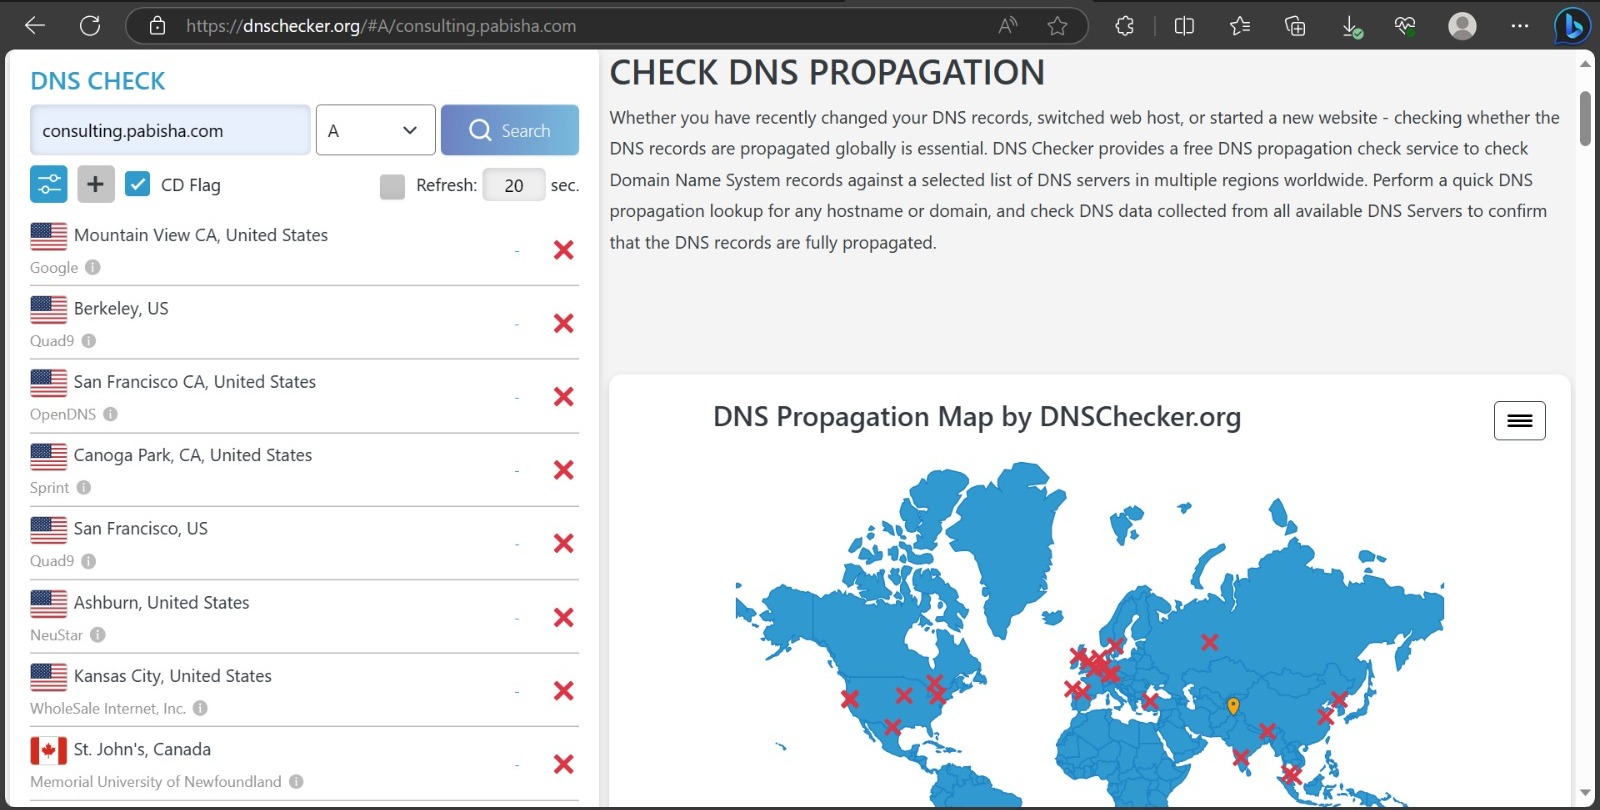 https://dnschecker.org/#A/consulting.pabisha.com
DNS CHECK
consulting.pabisha.com
A
Search
CD Flag
Refresh: 20 sec.
Mountain View CA, United States
-
Google
Berkeley, US
-
Quad9
San Francisco CA, United States
-
OpenDNS
Canoga Park, CA, United States
-
Sprint
San Francisco, US
-
Quad9
Ashburn, United States
-
NeuStar
Kansas City, United States
-
WholeSale Internet, Inc.
St. John's, Canada
-
Memorial University of Newfoundland
CHECK DNS PROPAGATION
Whether you have recently changed your DNS records, switched web host, or started a new website - checking whether the
DNS records are propagated globally is essential. DNS Checker provides a free DNS propagation check service to check
Domain Name System records against a selected list of DNS servers in multiple regions worldwide. Perform a quick DNS
propagation lookup for any hostname or domain, and check DNS data collected from all available DNS Servers to confirm
that the DNS records are fully propagated.
DNS Propagation Map by DNSChecker.org